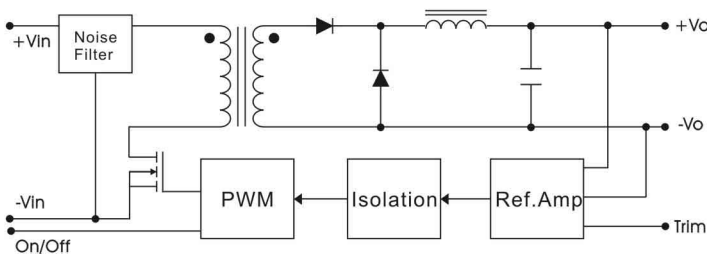 +Vin
Noise
Filter
+Vo
-Vo
-Vin
PWM
Isolation
Ref.Amp
Trim
On/Off